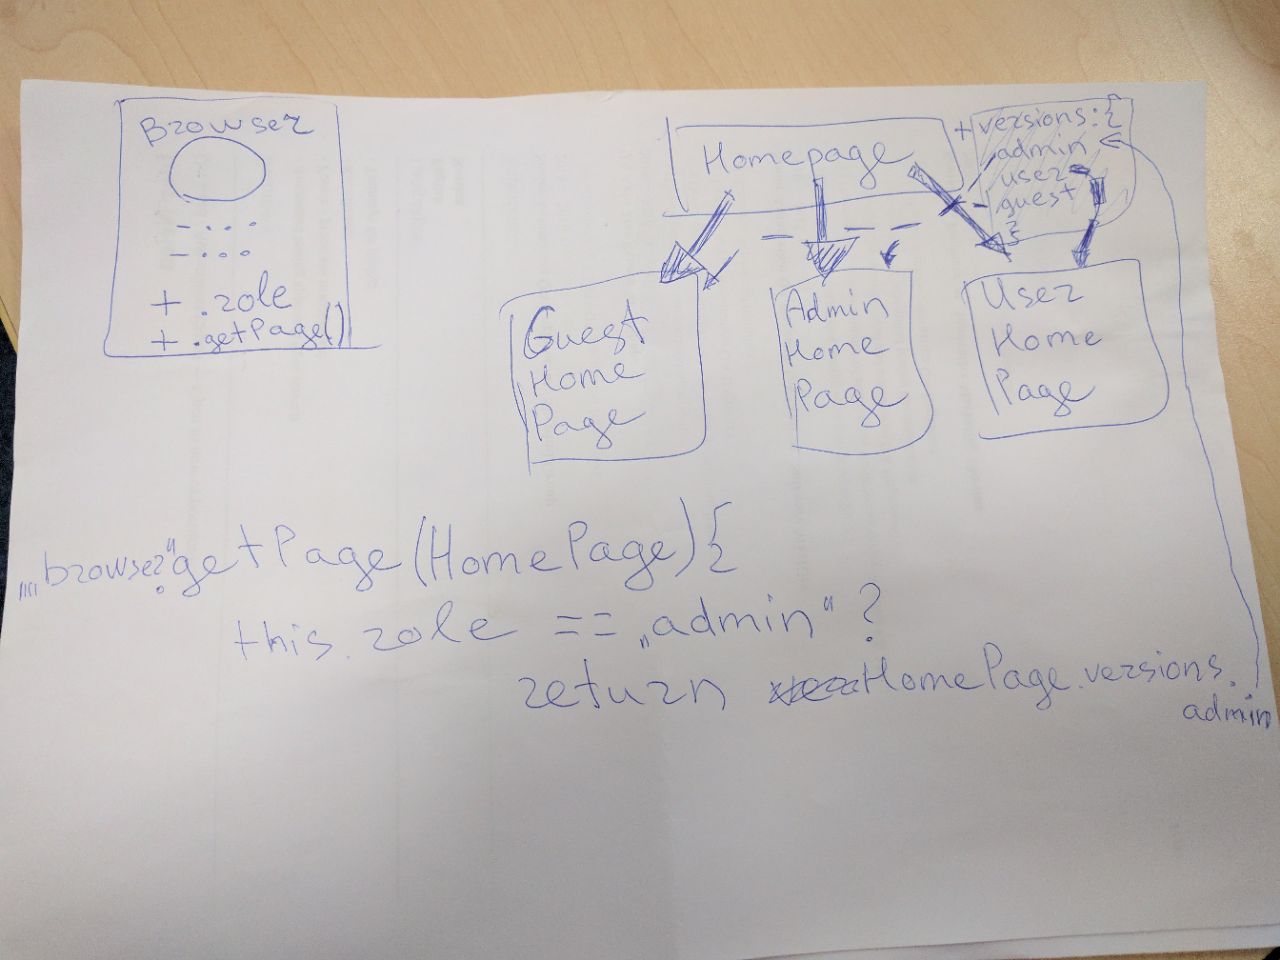 Browser
- . . .
- . . .
+ .role
+ .getPage()
Homepage
+ versions: {
admin
user
guest
}
Guest
Home
Page
Admin
Home
Page
User
Home
Page
„„browser".getPage(HomePage){
this.role == „admin" ?
return HomePage.versions.
admin